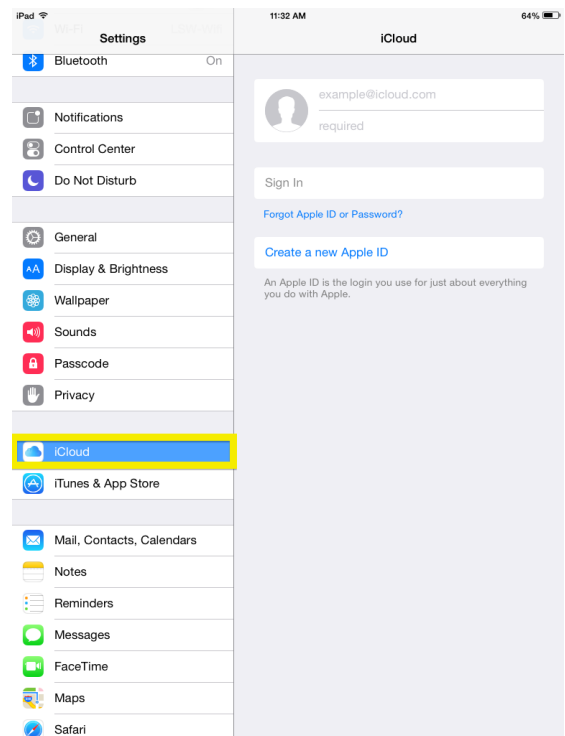 iPad
11:32 AM
64%
Settings
iCloud
Wi-Fi
Bluetooth On
Notifications
Control Center
Do Not Disturb
General
Display & Brightness
Wallpaper
Sounds
Passcode
Privacy
iCloud
iTunes & App Store
Mail, Contacts, Calendars
Notes
Reminders
Messages
FaceTime
Maps
Safari
example@icloud.com
required
Sign In
Forgot Apple ID or Password?
Create a new Apple ID
An Apple ID is the login you use for just about everything
you do with Apple.